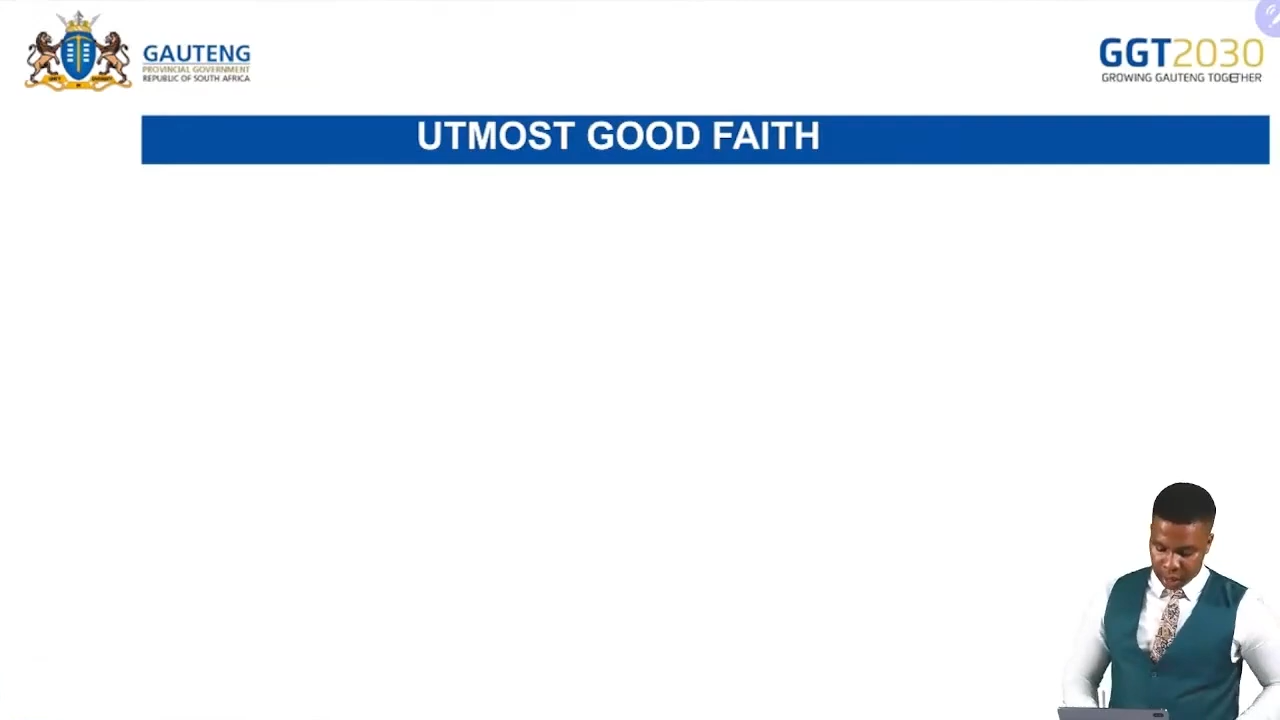 GAUTENG
PROVINCIAL GOVERNMENT
REPUBLIC OF SOUTH AFRICA
GGT2030
GROWING GAUTENG TOGETHER
UTMOST GOOD FAITH